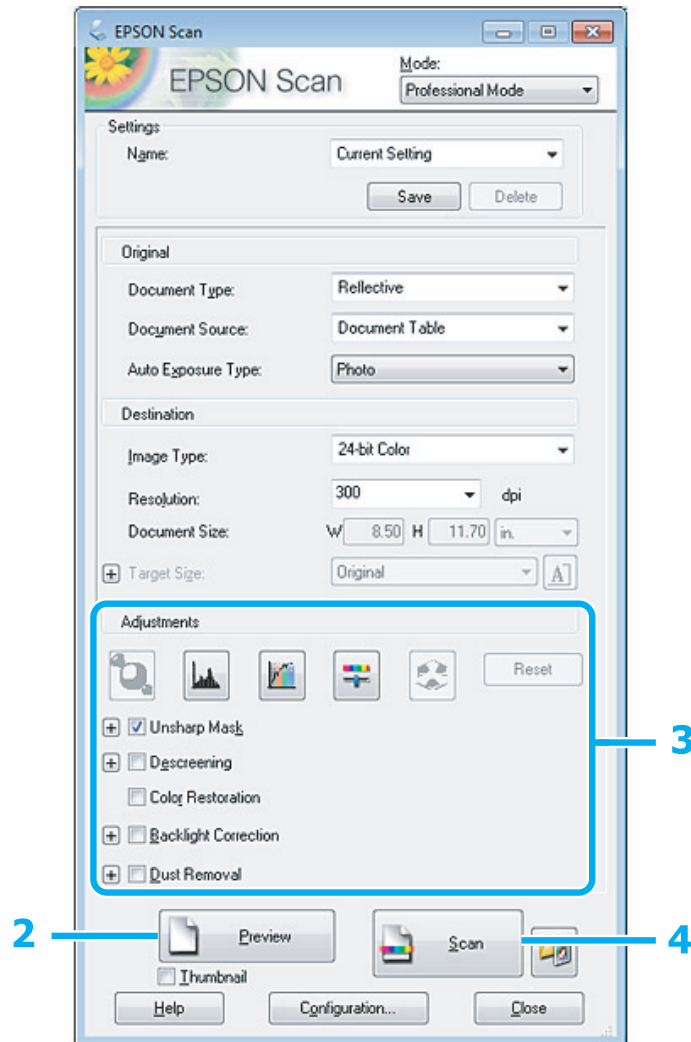 EPSON Scan
EPSON Scan
Mode:
Professional Mode
Settings
Name: Current Setting
Save Delete
Original
Document Type: Reflective
Document Source: Document Table
Auto Exposure Type: Photo
Destination
Image Type: 24-bit Color
Resolution: 300 dpi
Document Size: W 8.50 H 11.70 in.
Target Size: Original A
Adjustments
Reset
Unsharp Mask
3
Descreening
Color Restoration
Backlight Correction
Dust Removal
2 Preview Scan 4
Thumbnail
Help Configuration... Close